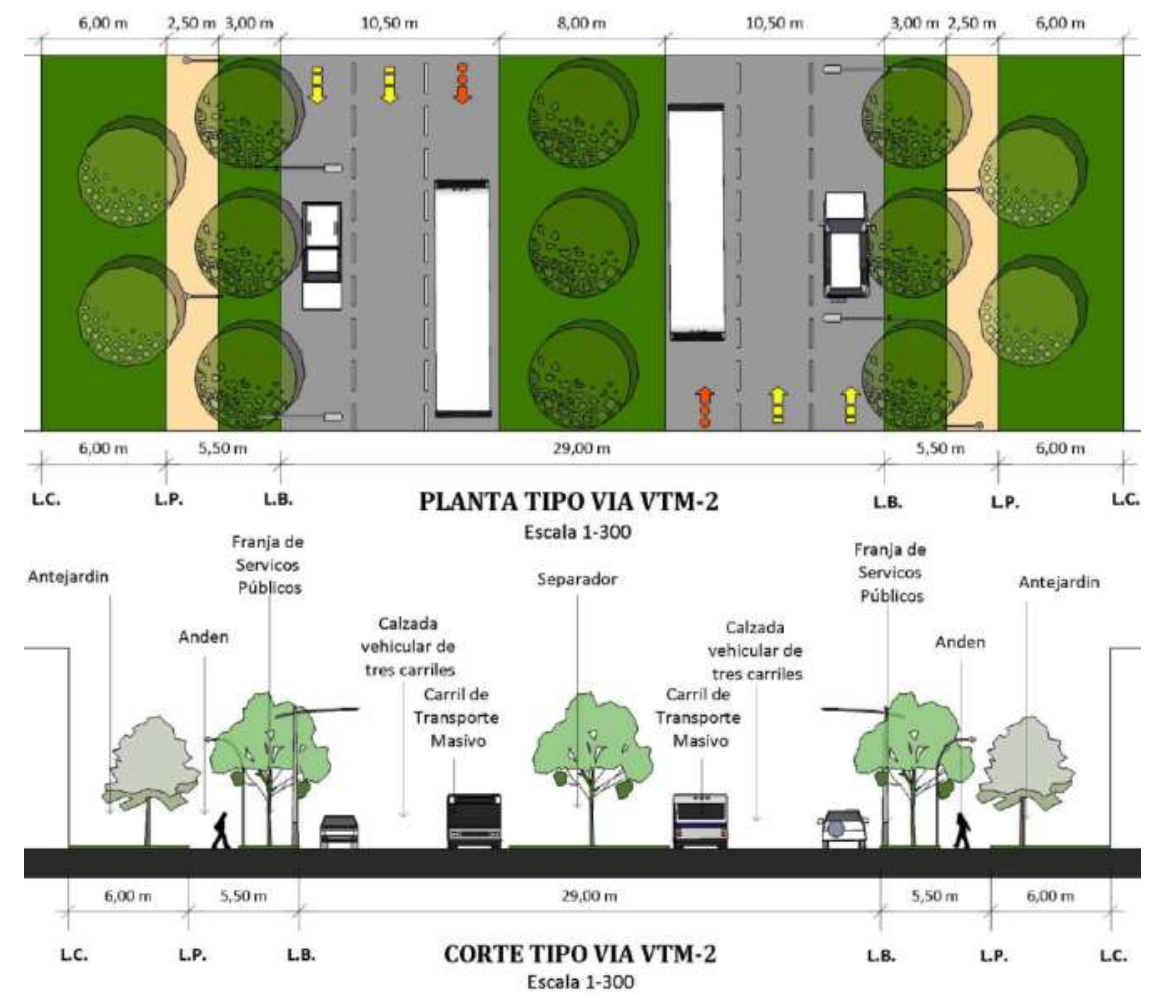 6,00 m 2,50 m 3,00 m 10,50 m 8,00 m 10,50 m 3,00 m 2,50 m 6,00 m
6,00 m 5,50 m 29,00 m 5,50 m 6,00 m
L.C. L.P. L.B. L.B. L.P. L.C.
PLANTA TIPO VIA VTM-2
Escala 1-300
Antejardin
Anden
Franja de
Servicos
Públicos
Calzada
vehicular de
tres carriles
Carril de
Transporte
Masivo
Separador
Carril de
Transporte
Masivo
Calzada
vehicular de
tres carriles
Franja de
Servicos
Públicos
Anden
Antejardin
6,00 m 5,50 m 29,00 m 5,50 m 6,00 m
L.C. L.P. L.B. L.B. L.P. L.C.
CORTE TIPO VIA VTM-2
Escala 1-300